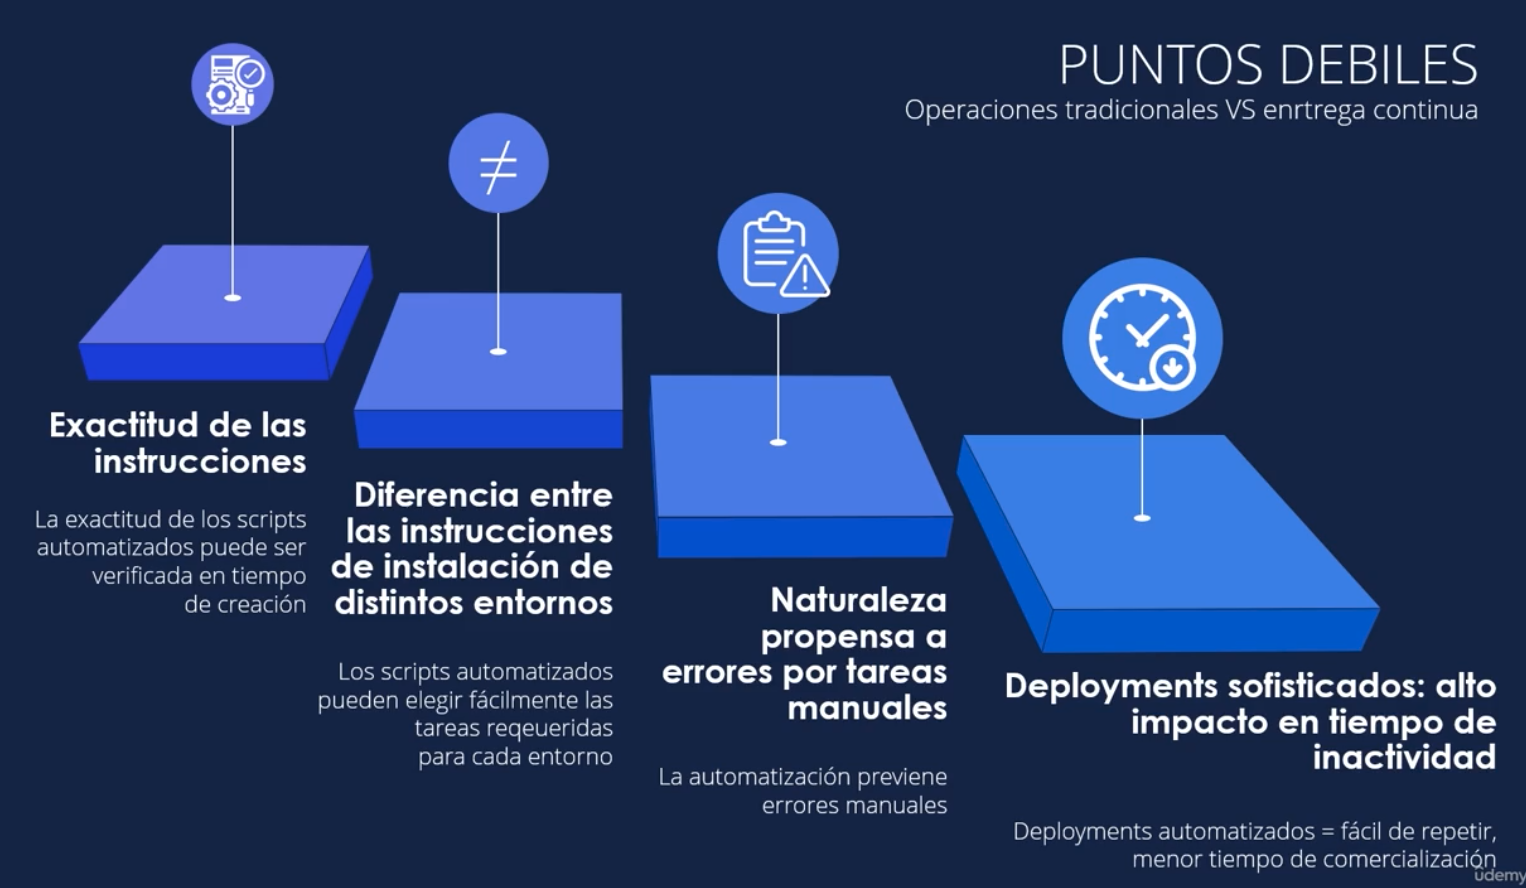 PUNTOS DEBILES
Operaciones tradicionales VS enrtrega continua
Exactitud de las
instrucciones
La exactitud de los scripts
automatizados puede ser
verificada en tiempo
de creación
Diferencia entre
las instrucciones
de instalación de
distintos entornos
Los scripts automatizados
pueden elegir fácilmente las
tareas reqeueridas
para cada entorno
Naturaleza
propensa a
errores por tareas
manuales
La automatización previene
errores manuales
Deployments sofisticados: alto
impacto en tiempo de
inactividad
Deployments automatizados = fácil de repetir,
menor tiempo de comercialización
ûdemy